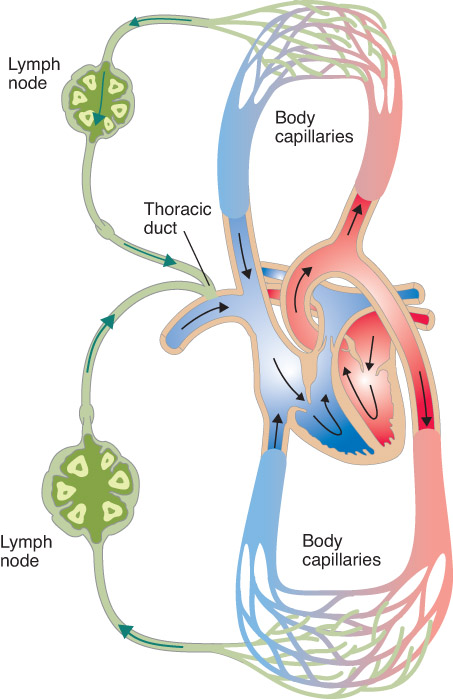 Lymph
node
Body
capillaries
Thoracic
duct
Lymph
node
Body
capillaries